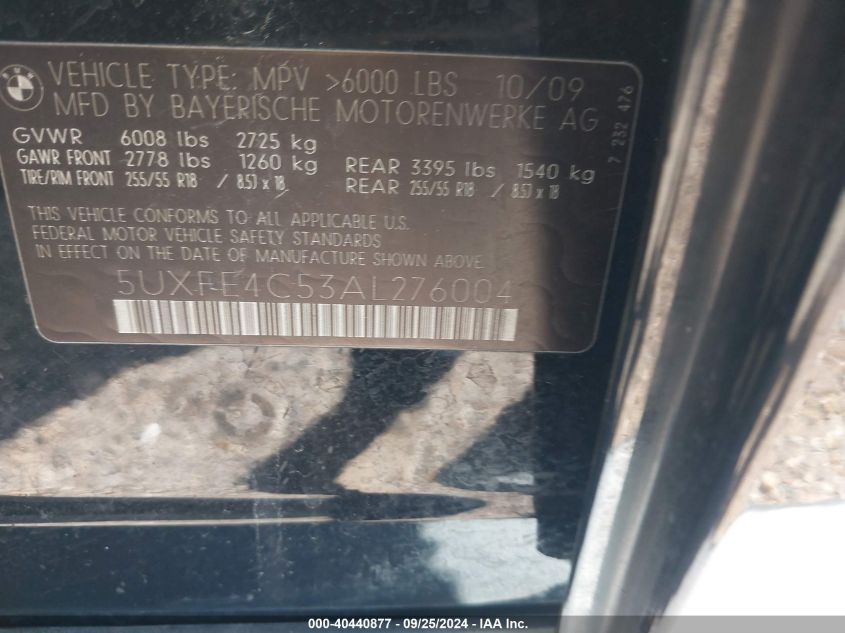 BMW
VEHICLE TYPE: MPV >6000 LBS 10/09
MFD BY BAYERISCHE MOTORENWERKE AG
GVWR 6008 lbs 2725 kg
GAWR FRONT 2778 lbs 1260 kg REAR 3395 lbs 1540 kg
TIRE/RIM FRONT 255/55 R18 / 8.5J x 18 REAR 255/55 R18 / 8.5J x 18
THIS VEHICLE CONFORMS TO ALL APPLICABLE U.S.
FEDERAL MOTOR VEHICLE SAFETY STANDARDS
IN EFFECT ON THE DATE OF MANUFACTURE SHOWN ABOVE.
5UXFE4C53AL276004
7 232 476
000-40440877 - 09/25/2024 - IAA Inc.